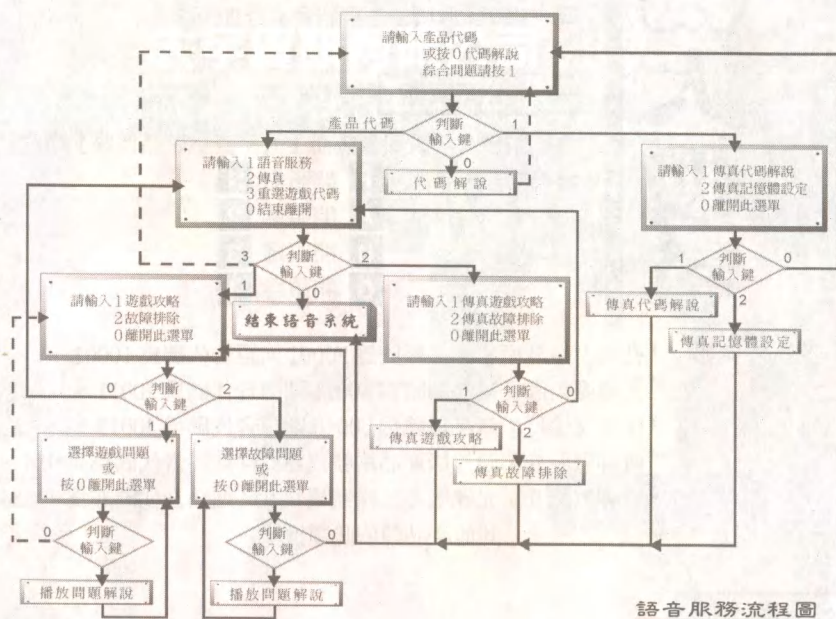 請輸入產品代碼
或按0代碼解說
綜合問題請按1
產品代碼
判斷
輸入鍵
1
0
代碼解說
請輸入1語音服務
2傳真
3重選遊戲代碼
0結束離開
請輸入1傳真代碼解說
2傳真記憶體設定
0離開此選單
3
判斷
輸入鍵
2
1
0
結束語音系統
1
判斷
輸入鍵
0
2
傳真代碼解說
傳真記憶體設定
請輸入1遊戲攻略
2故障排除
0離開此選單
請輸入1傳真遊戲攻略
2傳真故障排除
0離開此選單
0
判斷
輸入鍵
2
1
1
判斷
輸入鍵
0
2
傳真遊戲攻略
傳真故障排除
選擇遊戲問題
或
按0離開此選單
選擇故障問題
或
按0離開此選單
0
判斷
輸入鍵
判斷
輸入鍵
0
播放問題解說
播放問題解說
語音服務流程圖